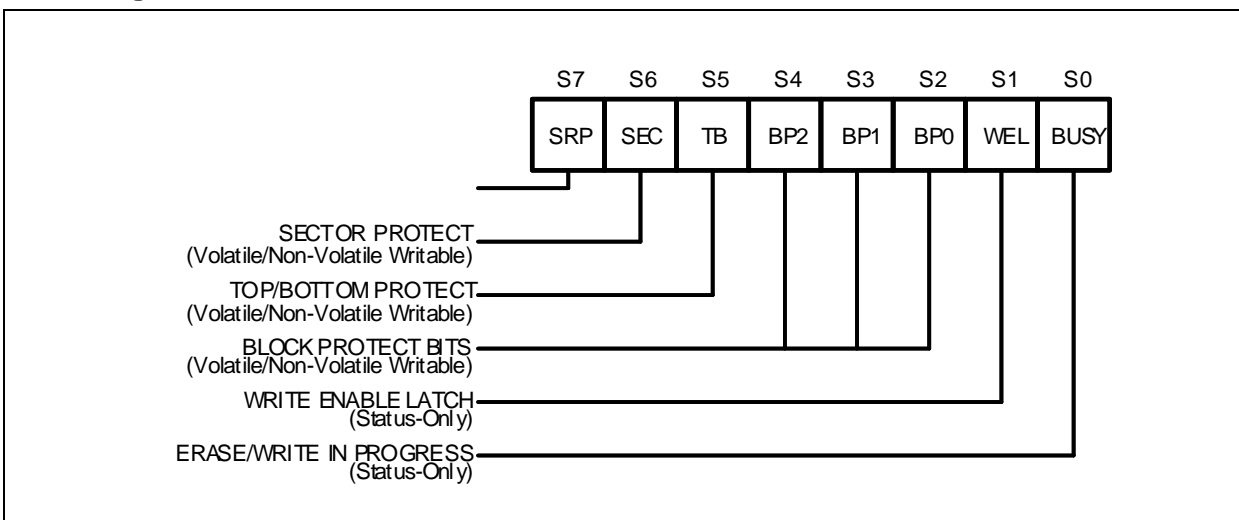 S7 S6 S5 S4 S3 S2 S1 S0
SRP SEC TB BP2 BP1 BP0 WEL BUSY
SECTOR PROTECT
(Volatile/Non-Volatile Writable)
TOP/BOTTOM PROTECT
(Volatile/Non-Volatile Writable)
BLOCK PROTECT BITS
(Volatile/Non-Volatile Writable)
WRITE ENABLE LATCH
(Status-Only)
ERASE/WRITE IN PROGRESS
(Status-Only)